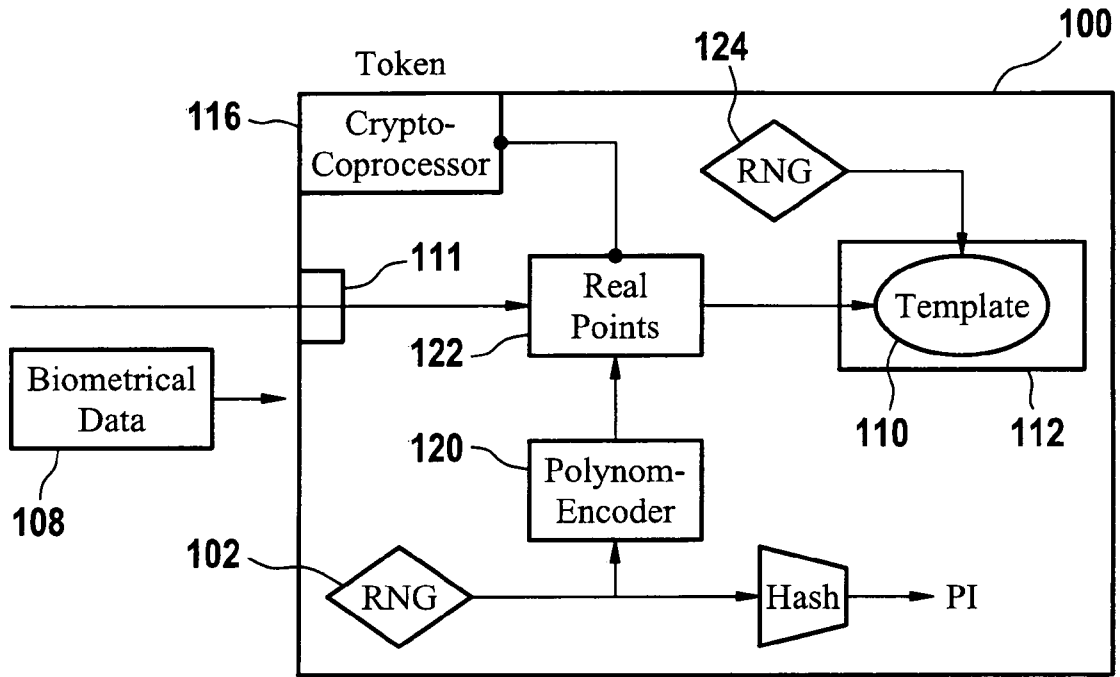 100
124
Token
116
Crypto-
Coprocessor
RNG
111
Real
Points
122
Template
Biometrical
Data
110
112
120
Polynom-
Encoder
108
102
RNG
Hash
PI